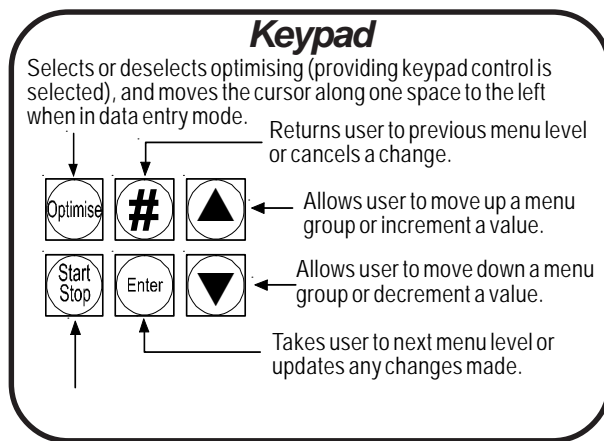 Keypad
Selects or deselects optimising (providing keypad control is
selected), and moves the cursor along one space to the left
when in data entry mode.
Returns user to previous menu level
or cancels a change.
Optimise
#
Allows user to move up a menu
group or increment a value.
Start
Stop
Enter
Allows user to move down a menu
group or decrement a value.
Takes user to next menu level or
updates any changes made.